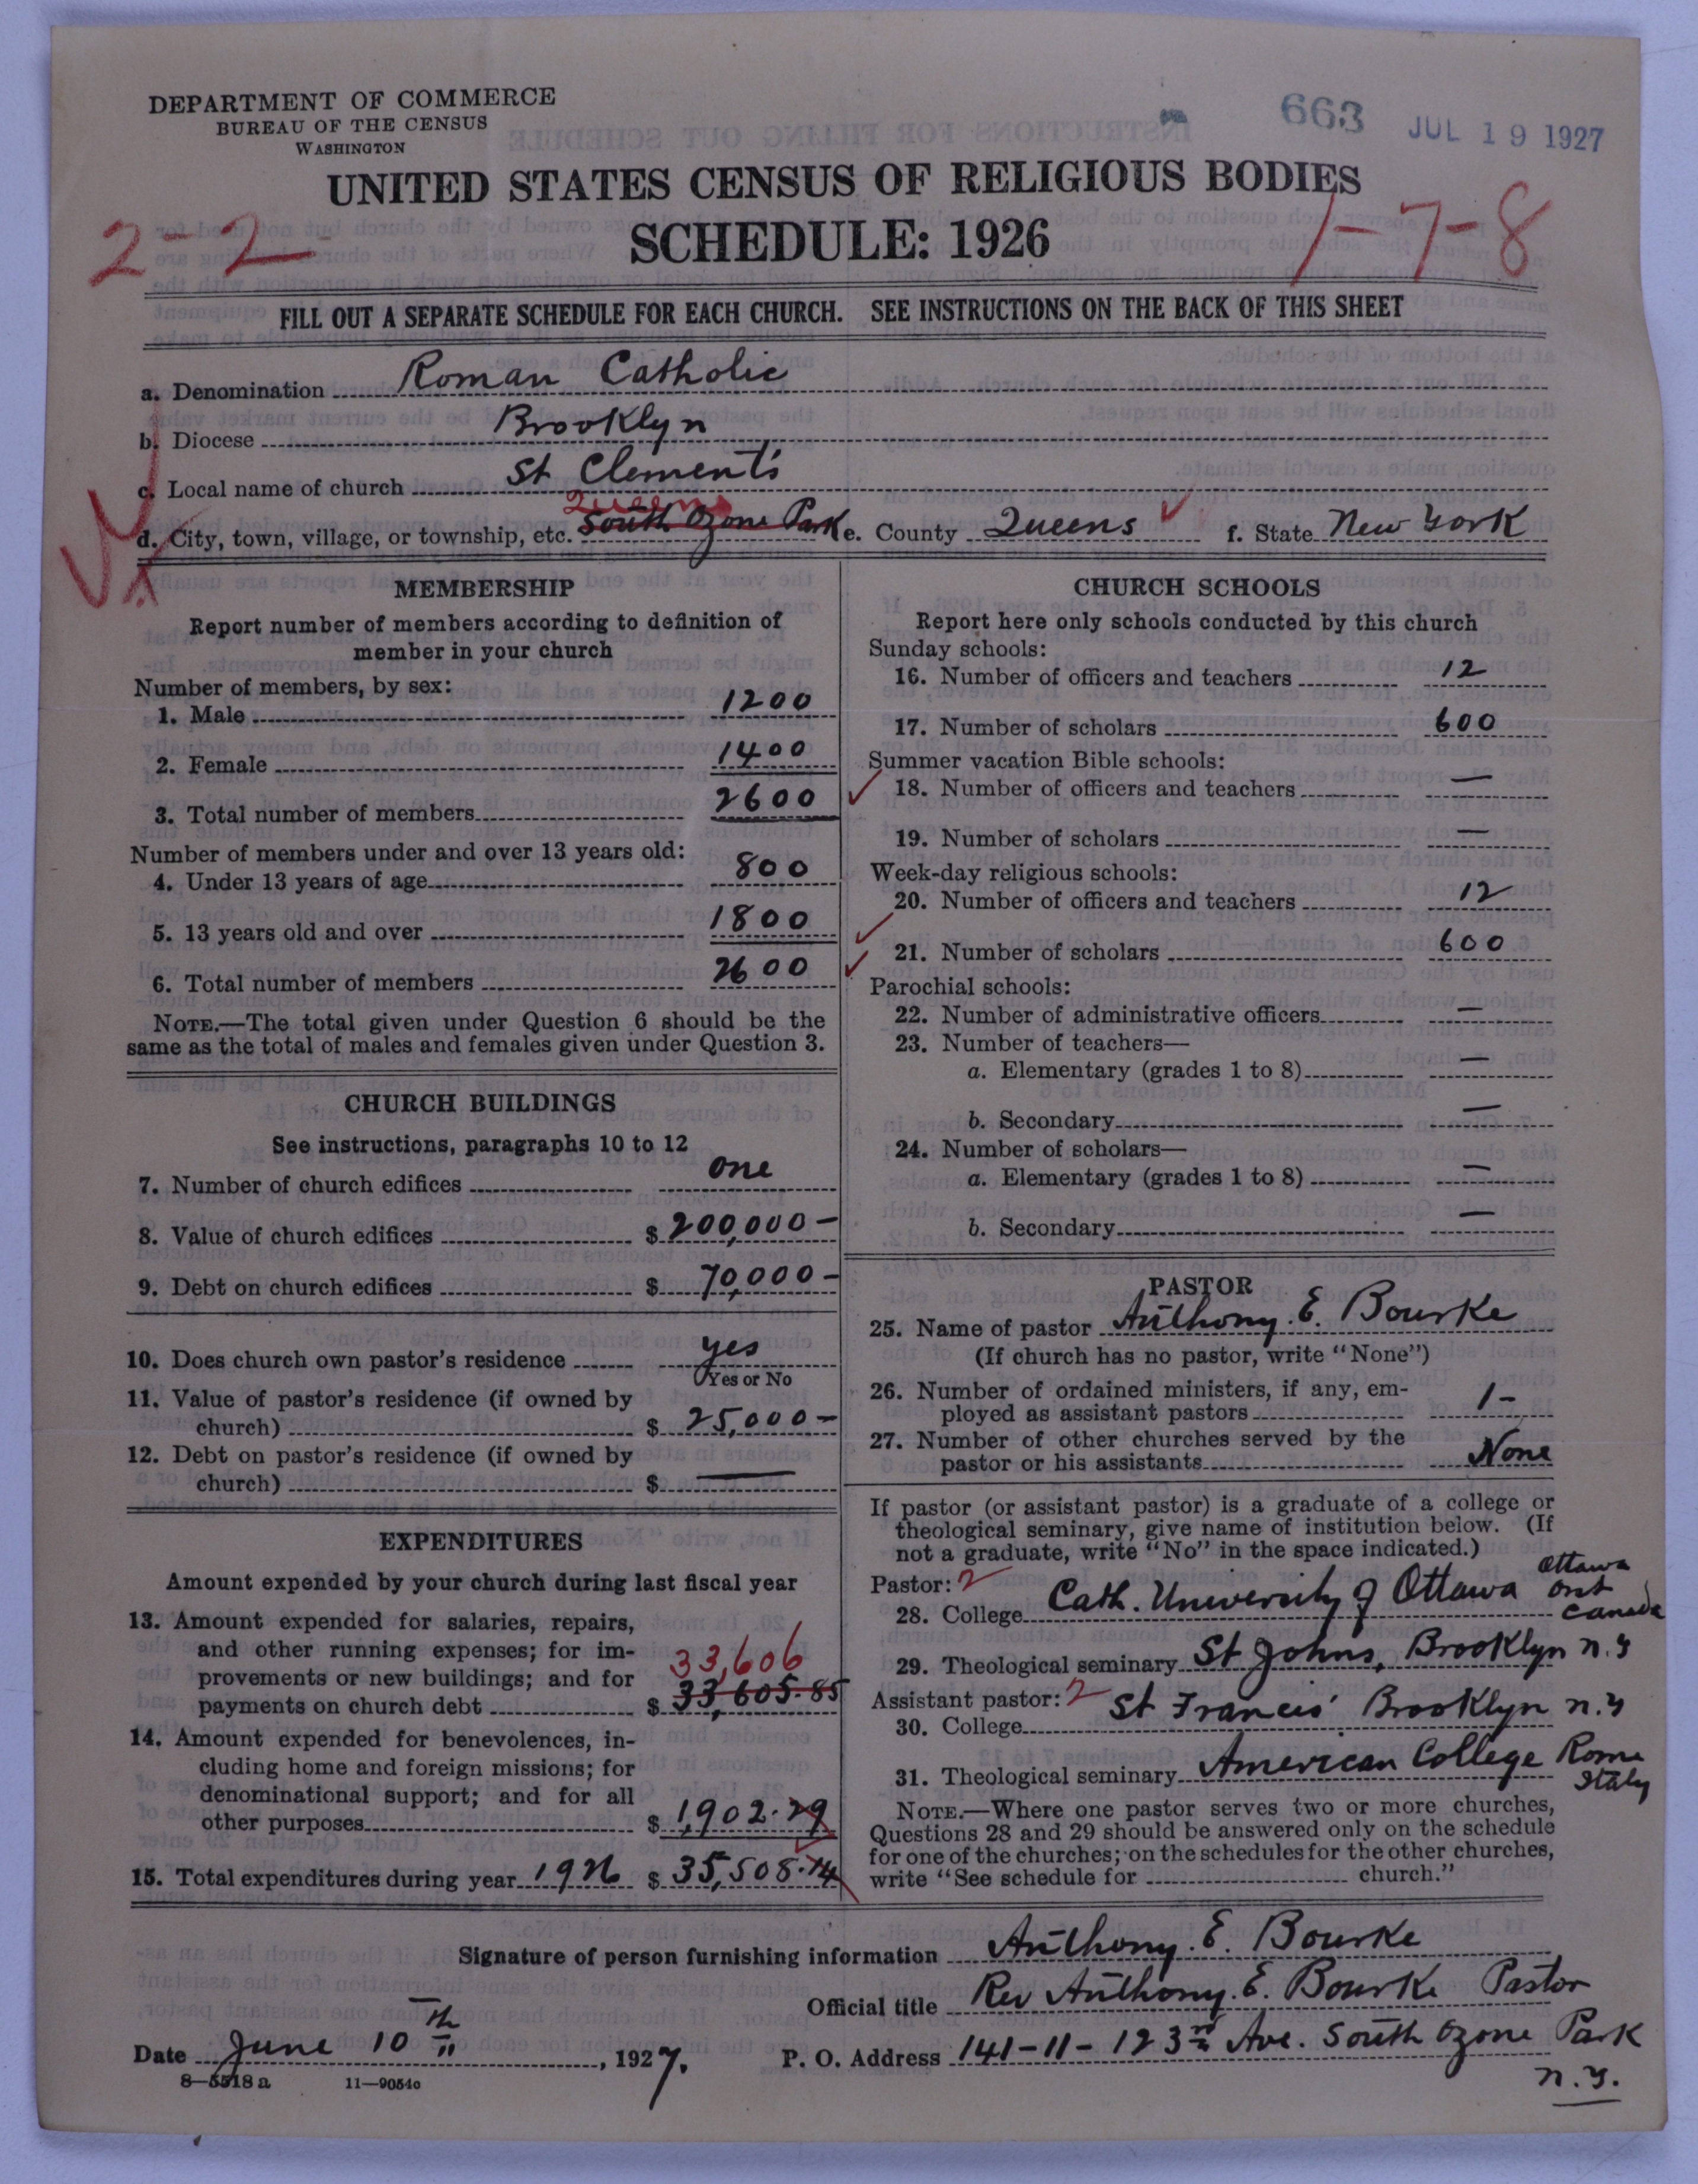 DEPARTMENT OF COMMERCE
BUREAU OF THE CENSUS
WASHINGTON
663 JUL 19 1927
UNITED STATES CENSUS OF RELIGIOUS BODIES
2-2 SCHEDULE: 1926 1-7-8
FILL OUT A SEPARATE SCHEDULE FOR EACH CHURCH. SEE INSTRUCTIONS ON THE BACK OF THIS SHEET
a. Denomination Roman Catholic
b. Diocese Brooklyn
c. Local name of church St Clement's
Queens
d. City, town, village, or township, etc. South Ozone Park e. County Queens f. State New York
MEMBERSHIP
Report number of members according to definition of
member in your church
Number of members, by sex:
1. Male 1200
2. Female 1400
3. Total number of members 2600
Number of members under and over 13 years old:
4. Under 13 years of age 800
5. 13 years old and over 1800
6. Total number of members 2600
NOTE.—The total given under Question 6 should be the
same as the total of males and females given under Question 3.
CHURCH BUILDINGS
See instructions, paragraphs 10 to 12
7. Number of church edifices one
8. Value of church edifices $ 200,000-
9. Debt on church edifices $ 70,000-
10. Does church own pastor's residence yes
Yes or No
11. Value of pastor's residence (if owned by
church) $ 25,000-
12. Debt on pastor's residence (if owned by
church) $ —
EXPENDITURES
Amount expended by your church during last fiscal year
13. Amount expended for salaries, repairs,
and other running expenses; for im-
provements or new buildings; and for 33,606
payments on church debt $ 33,605.85
14. Amount expended for benevolences, in-
cluding home and foreign missions; for
denominational support; and for all
other purposes $ 1,902.29
15. Total expenditures during year 1926 $ 35,508.14
CHURCH SCHOOLS
Report here only schools conducted by this church
Sunday schools:
16. Number of officers and teachers 12
17. Number of scholars 600
Summer vacation Bible schools:
18. Number of officers and teachers —
19. Number of scholars —
Week-day religious schools:
20. Number of officers and teachers 12
21. Number of scholars 600
Parochial schools:
22. Number of administrative officers —
23. Number of teachers—
a. Elementary (grades 1 to 8) —
b. Secondary —
24. Number of scholars—
a. Elementary (grades 1 to 8) —
b. Secondary —
PASTOR
25. Name of pastor Anthony. E. Bourke
(If church has no pastor, write "None")
26. Number of ordained ministers, if any, em-
ployed as assistant pastors 1-
27. Number of other churches served by the
pastor or his assistants None
If pastor (or assistant pastor) is a graduate of a college or
theological seminary, give name of institution below. (If
not a graduate, write "No" in the space indicated.)
Pastor: 2
28. College Cath. University of Ottawa Ottawa Ont Canada
29. Theological seminary St Johns, Brooklyn N.Y
Assistant pastor: 2
30. College St Francis' Brooklyn N.Y
31. Theological seminary American College Rome Italy
NOTE.—Where one pastor serves two or more churches,
Questions 28 and 29 should be answered only on the schedule
for one of the churches; on the schedules for the other churches,
write "See schedule for church."
Signature of person furnishing information Anthony. E. Bourke
Official title Rev Anthony. E. Bourke Pastor
Date June 10th, 1927. P. O. Address 141-11-123rd Ave. South Ozone Park
N.Y.
8—5518a 11—9054c